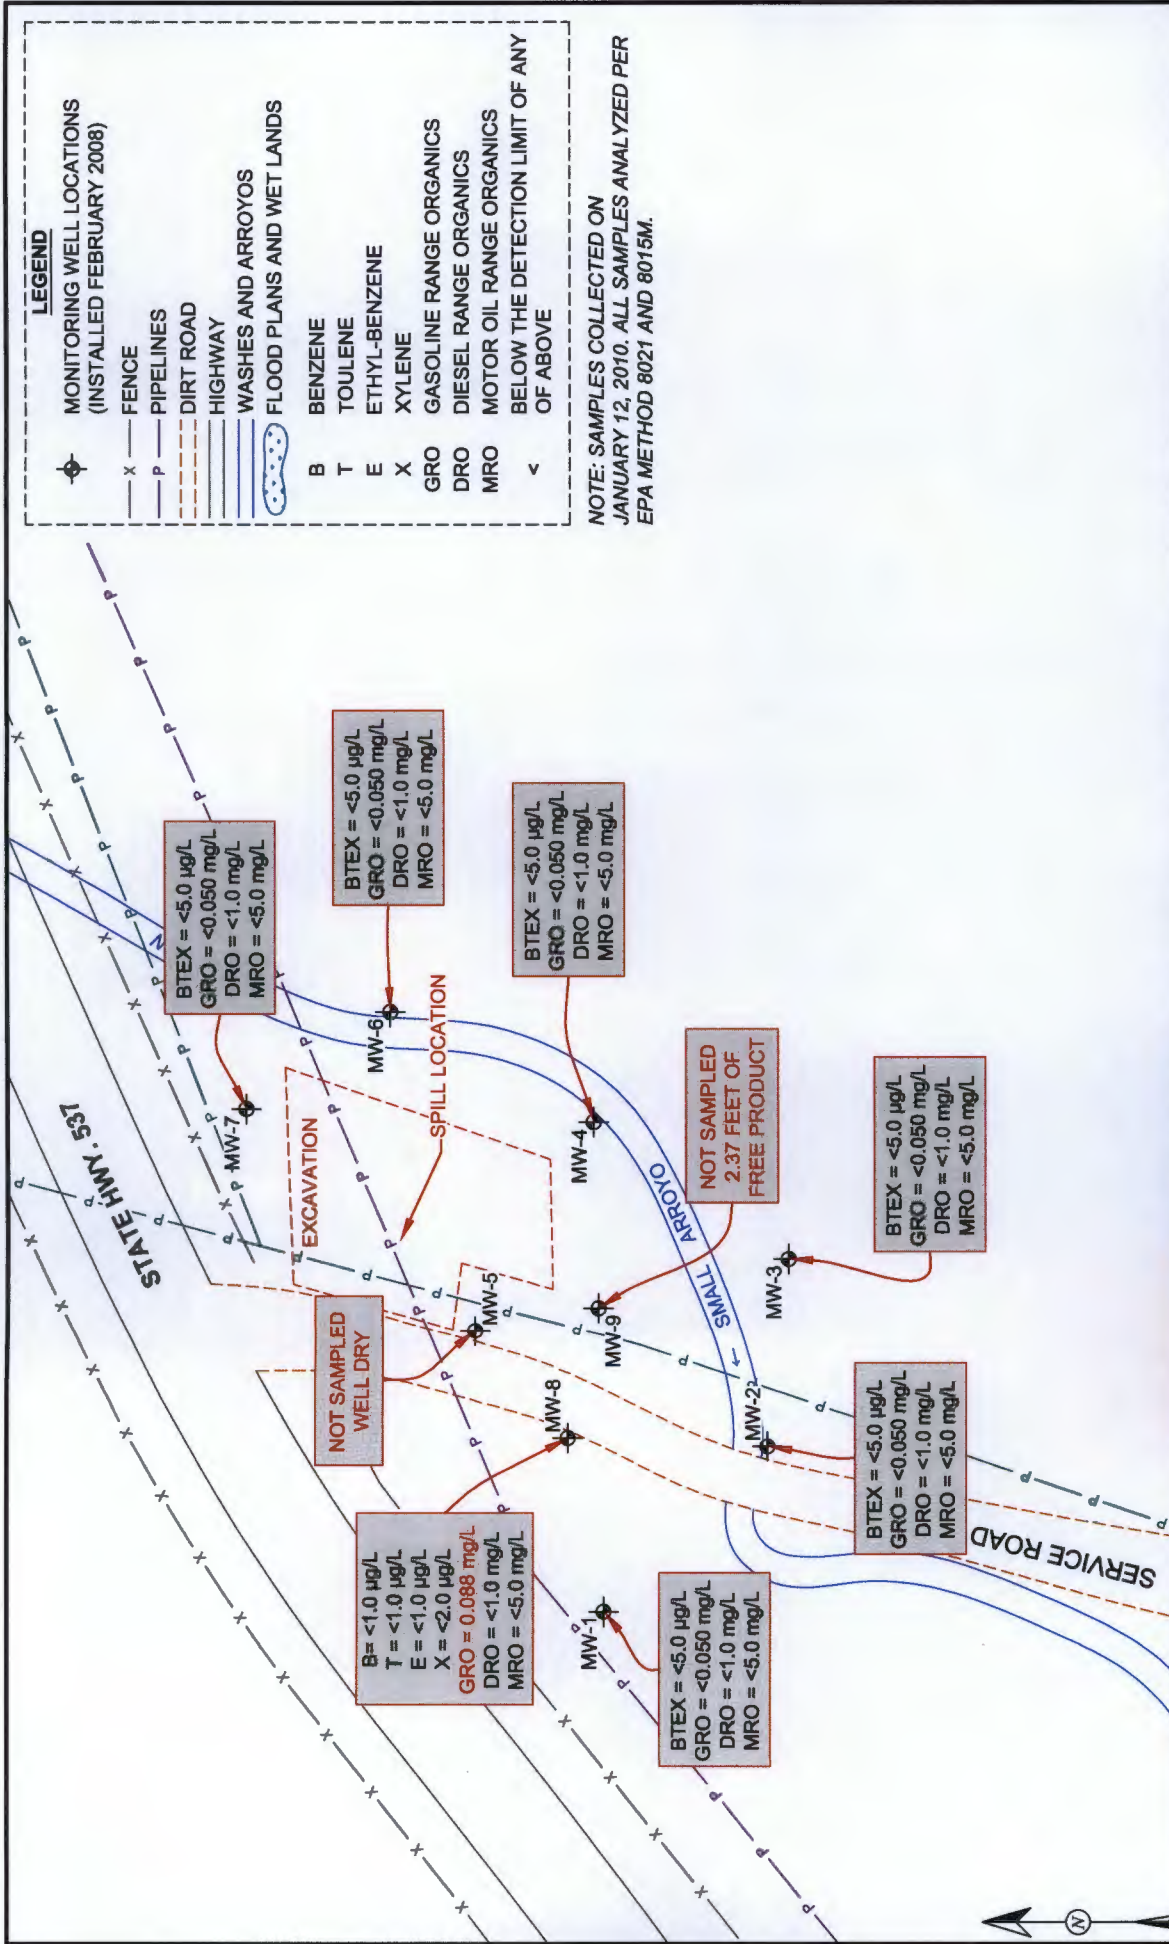 LEGEND
MONITORING WELL LOCATIONS
(INSTALLED FEBRUARY 2008)
X FENCE
P PIPELINES
DIRT ROAD
HIGHWAY
WASHES AND ARROYOS
FLOOD PLANS AND WET LANDS
B BENZENE
T TOULENE
E ETHYL-BENZENE
X XYLENE
GRO GASOLINE RANGE ORGANICS
DRO DIESEL RANGE ORGANICS
MRO MOTOR OIL RANGE ORGANICS
< BELOW THE DETECTION LIMIT OF ANY
OF ABOVE
NOTE: SAMPLES COLLECTED ON
JANUARY 12, 2010. ALL SAMPLES ANALYZED PER
EPA METHOD 8021 AND 8015M.
STATE HWY. 537
MW-7
BTEX = <5.0 µg/L
GRO = <0.050 mg/L
DRO = <1.0 mg/L
MRO = <5.0 mg/L
EXCAVATION
MW-6
BTEX = <5.0 µg/L
GRO = <0.050 mg/L
DRO = <1.0 mg/L
MRO = <5.0 mg/L
SPILL LOCATION
NOT SAMPLED
WELL DRY
MW-5
MW-4
BTEX = <5.0 µg/L
GRO = <0.050 mg/L
DRO = <1.0 mg/L
MRO = <5.0 mg/L
MW-8
B= <1.0 µg/L
T = <1.0 µg/L
E = <1.0 µg/L
X = <2.0 µg/L
GRO = 0.088 mg/L
DRO = <1.0 mg/L
MRO = <5.0 mg/L
MW-9
NOT SAMPLED
2.37 FEET OF
FREE PRODUCT
SMALL ARROYO
MW-1
BTEX = <5.0 µg/L
GRO = <0.050 mg/L
DRO = <1.0 mg/L
MRO = <5.0 mg/L
MW-2
BTEX = <5.0 µg/L
GRO = <0.050 mg/L
DRO = <1.0 mg/L
MRO = <5.0 mg/L
MW-3
BTEX = <5.0 µg/L
GRO = <0.050 mg/L
DRO = <1.0 mg/L
MRO = <5.0 mg/L
SERVICE ROAD
N